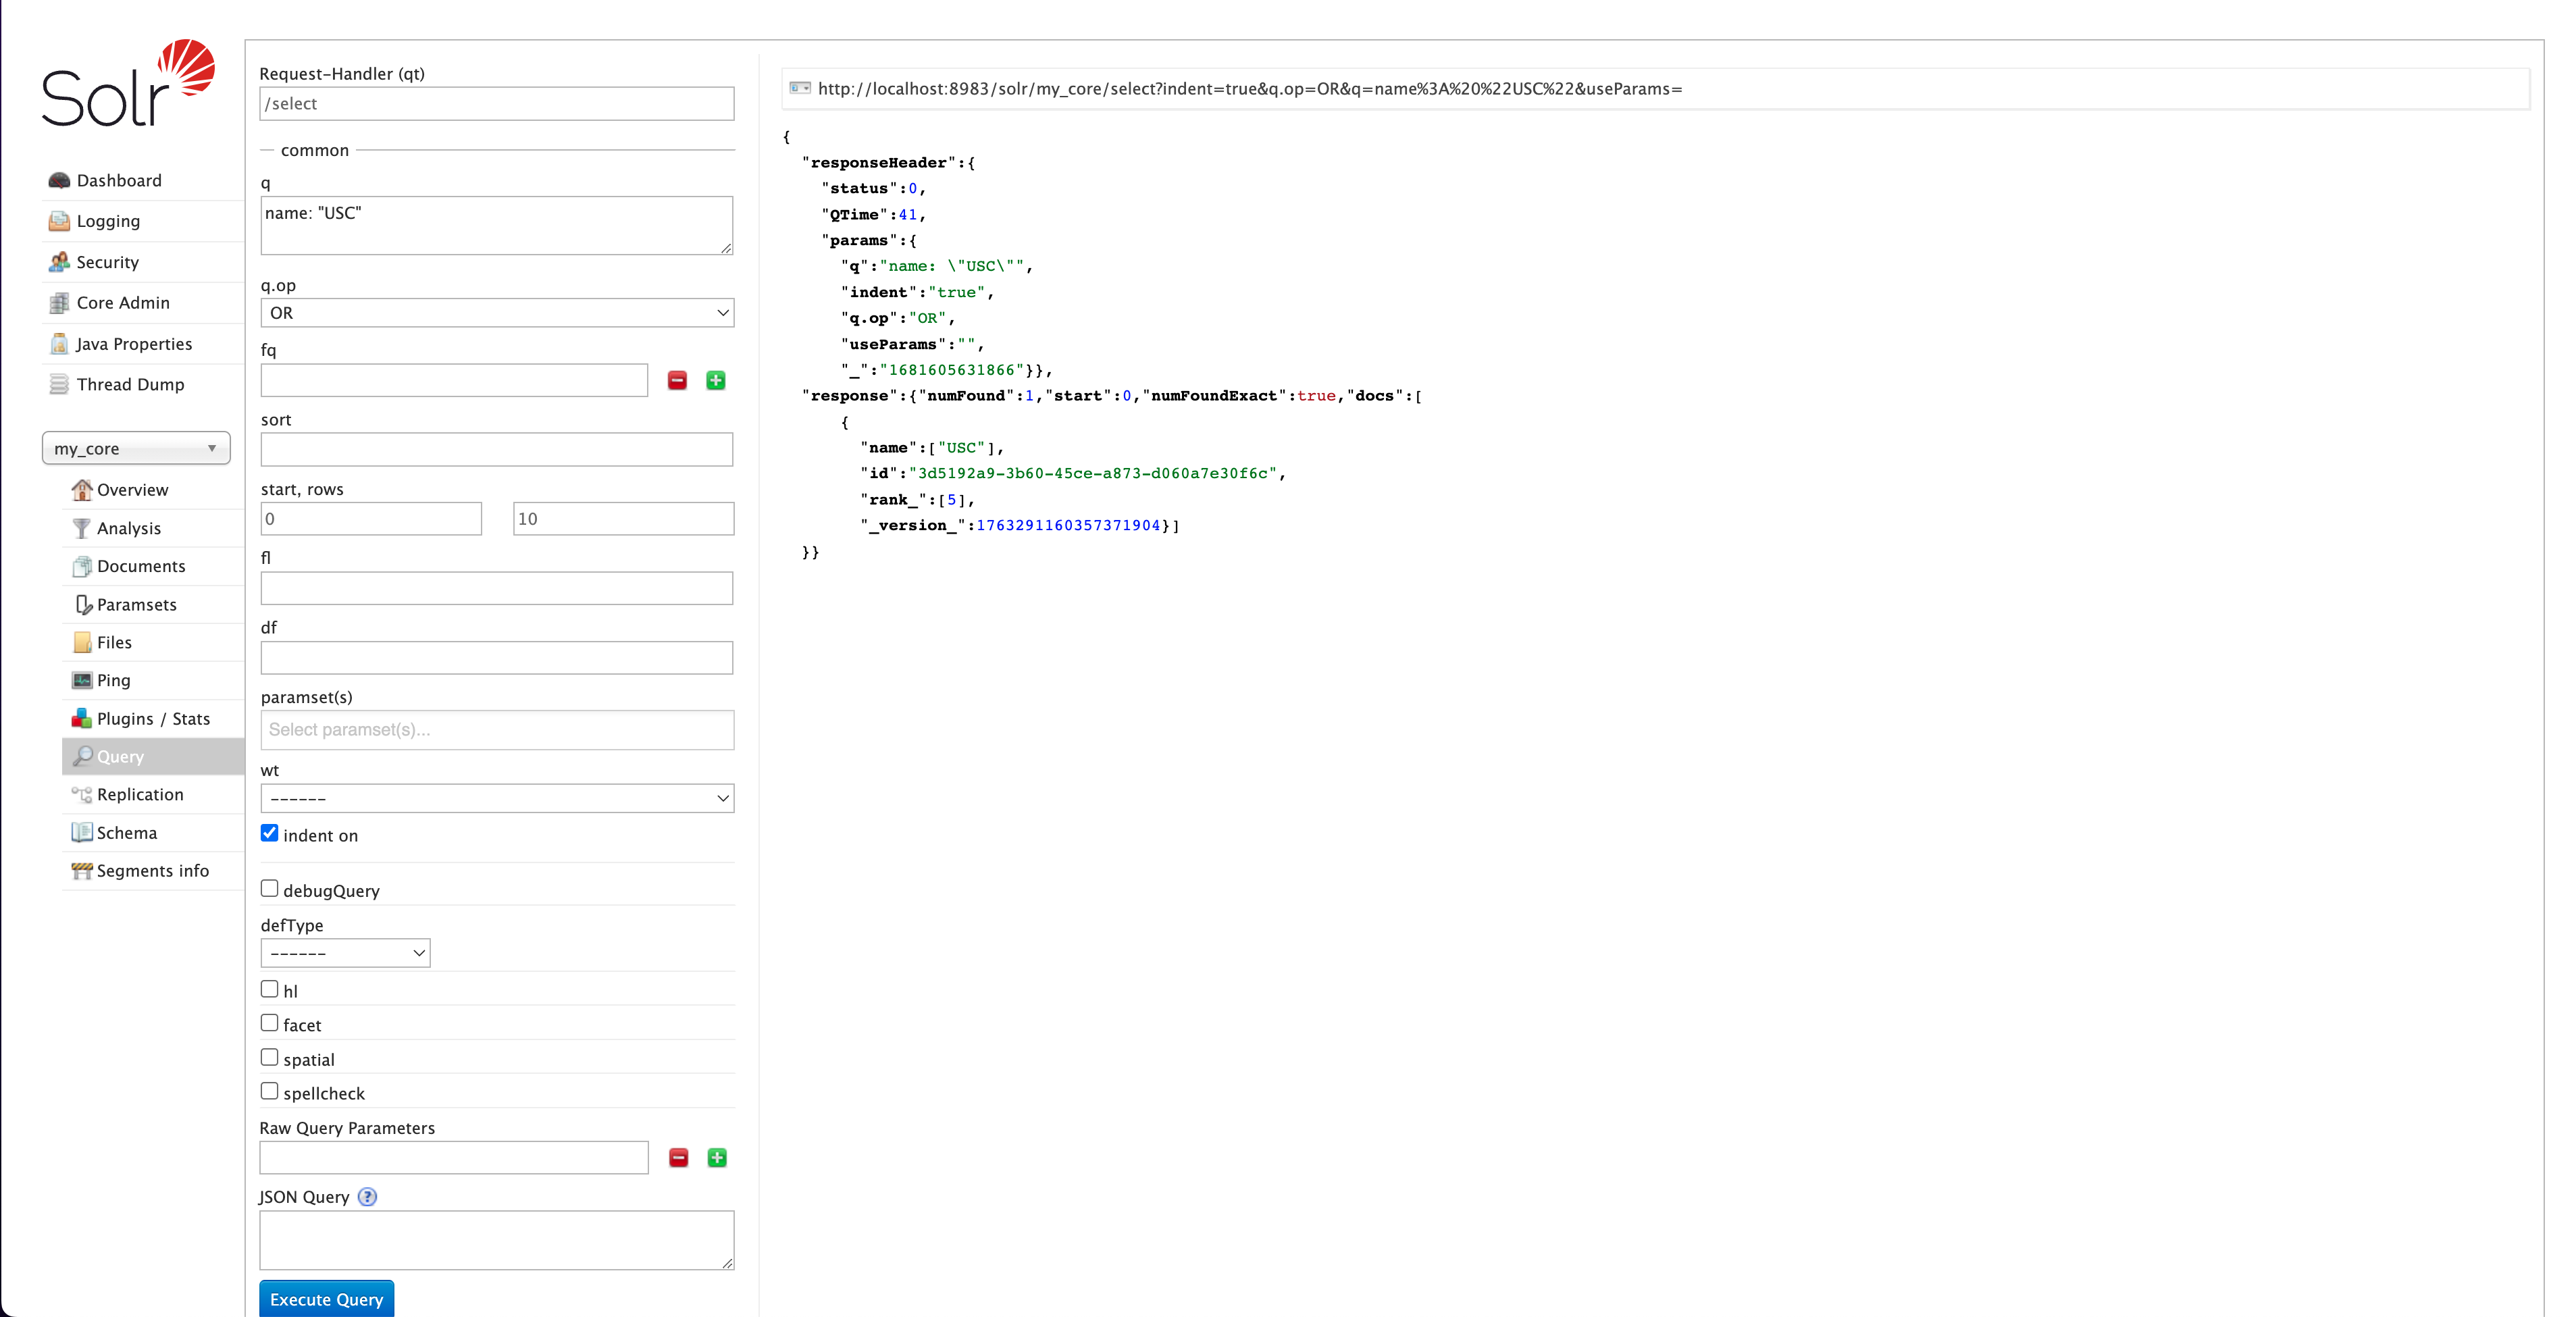 Solr
Dashboard
Logging
Security
Core Admin
Java Properties
Thread Dump
my_core
Overview
Analysis
Documents
Paramsets
Files
Ping
Plugins / Stats
Query
Replication
Schema
Segments info
Request-Handler (qt)
/select
common
q
name: "USC"
q.op
OR
fq
sort
start, rows
0 10
fl
df
paramset(s)
Select paramset(s)...
wt
------
indent on
debugQuery
defType
------
hl
facet
spatial
spellcheck
Raw Query Parameters
JSON Query ?
Execute Query
http://localhost:8983/solr/my_core/select?indent=true&q.op=OR&q=name%3A%20%22USC%22&useParams=
{
"responseHeader":{
"status":0,
"QTime":41,
"params":{
"q":"name: \"USC\"",
"indent":"true",
"q.op":"OR",
"useParams":"",
"_":"1681605631866"}},
"response":{"numFound":1,"start":0,"numFoundExact":true,"docs":[
{
"name":["USC"],
"id":"3d5192a9-3b60-45ce-a873-d060a7e30f6c",
"rank_":[5],
"_version_":1763291160357371904}]
}}